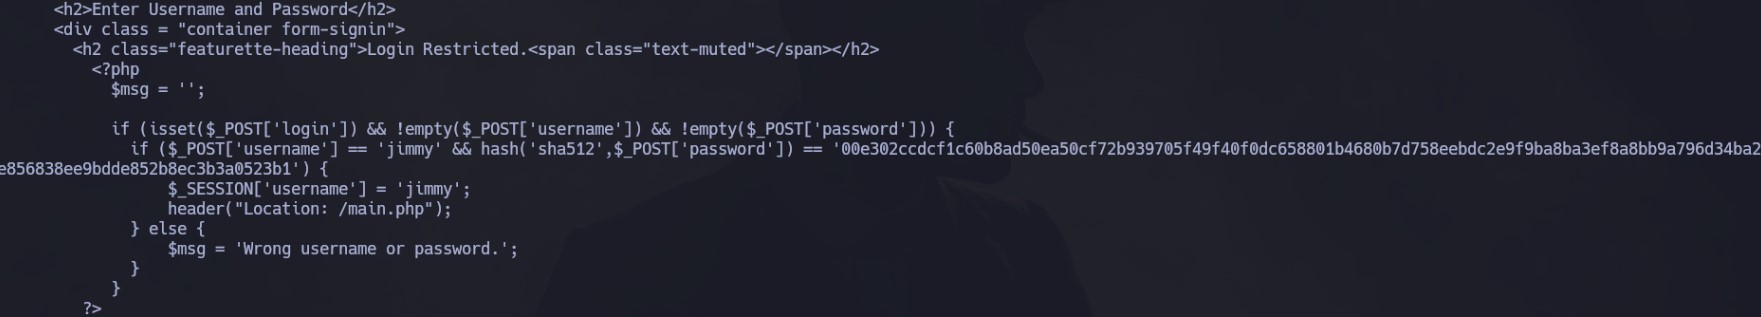 <h2>Enter Username and Password</h2>
<div class = "container form-signin">
<h2 class="featurette-heading">Login Restricted.<span class="text-muted"></span></h2>
<?php
$msg = '';
if (isset($_POST['login']) && !empty($_POST['username']) && !empty($_POST['password'])) {
if ($_POST['username'] == 'jimmy' && hash('sha512',$_POST['password']) == '00e302ccdcf1c60b8ad50ea50cf72b939705f49f40f0dc658801b4680b7d758eebdc2e9f9ba8ba3ef8a8bb9a796d34ba2
e856838ee9bdde852b8ec3b3a0523b1') {
$_SESSION['username'] = 'jimmy';
header("Location: /main.php");
} else {
$msg = 'Wrong username or password.';
}
}
?>